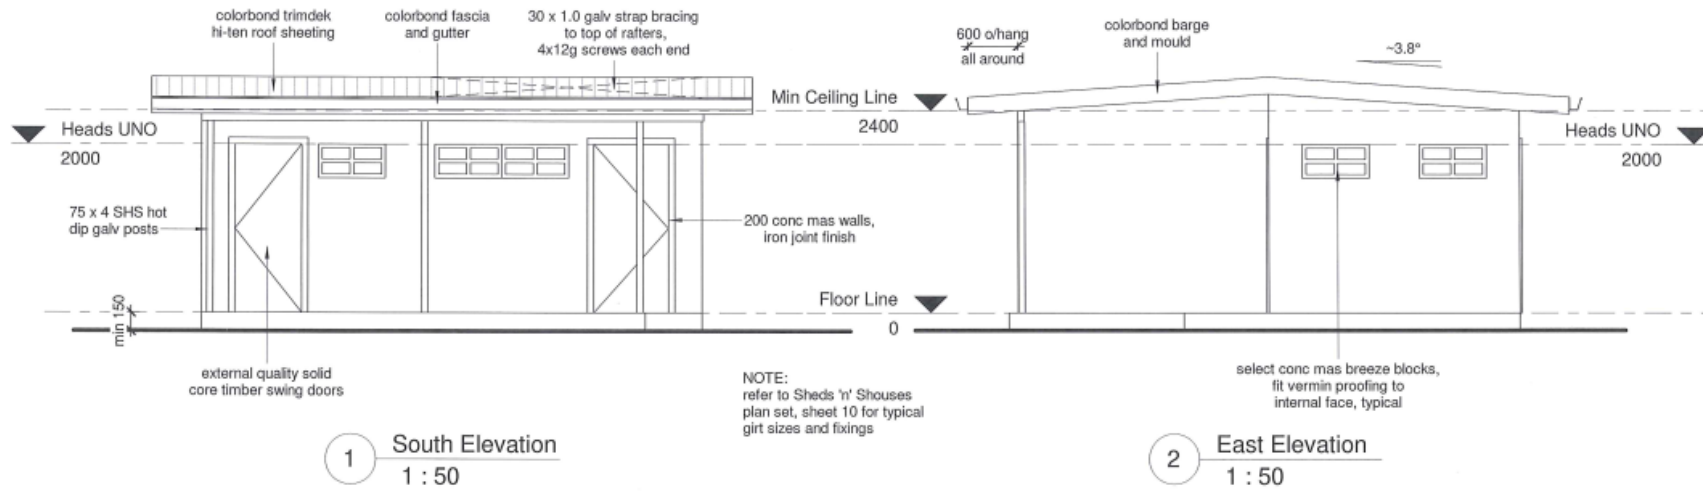 colorbond trimdek
hi-ten roof sheeting
colorbond fascia
and gutter
30 x 1.0 galv strap bracing
to top of rafters,
4x12g screws each end
600 o/hang
all around
colorbond barge
and mould
~3.8°
Min Ceiling Line
2400
Heads UNO
2000
Heads UNO
2000
75 x 4 SHS hot
dip galv posts
200 conc mas walls,
iron joint finish
min 150
Floor Line
0
external quality solid
core timber swing doors
NOTE:
refer to Sheds 'n' Shouses
plan set, sheet 10 for typical
girt sizes and fixings
select conc mas breeze blocks,
fit vermin proofing to
internal face, typical
1
South Elevation
1 : 50
2
East Elevation
1 : 50